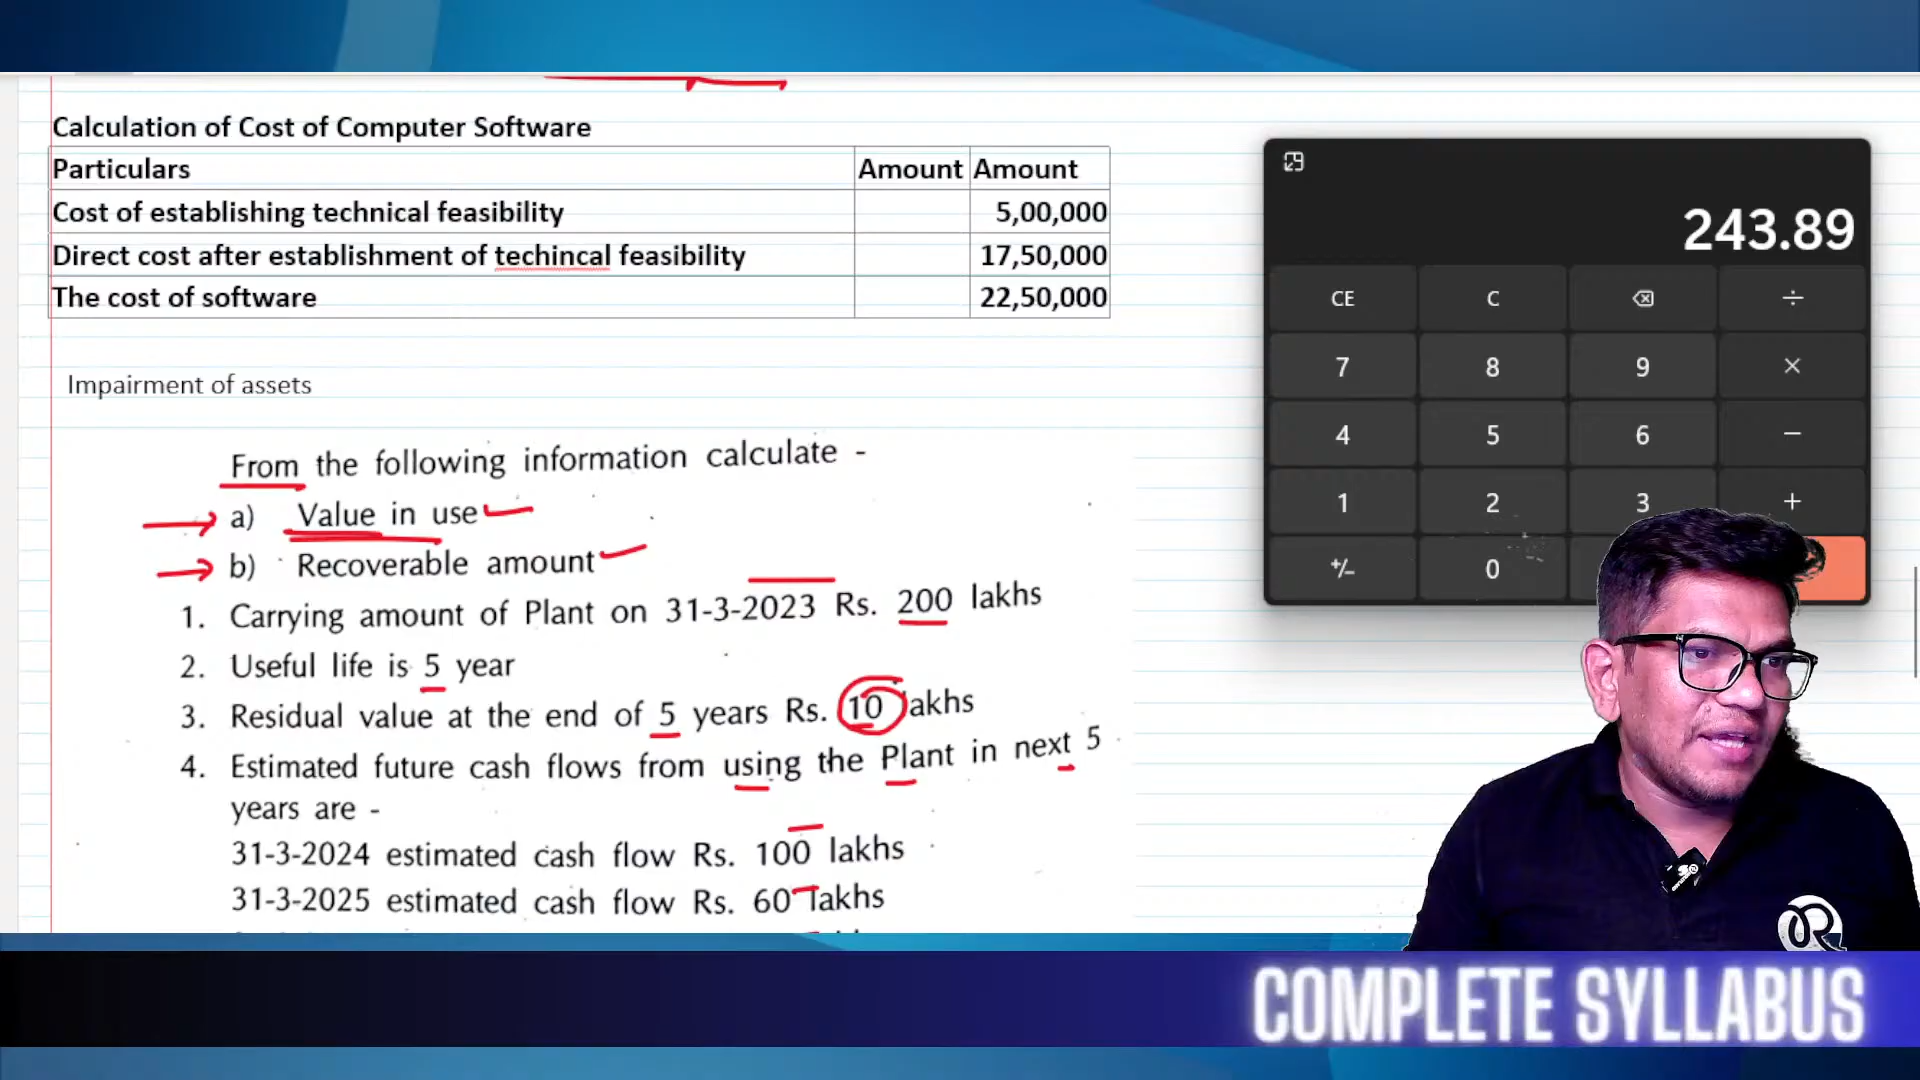 Calculation of Cost of Computer Software
Particulars Amount Amount
Cost of establishing technical feasibility 5,00,000
Direct cost after establishment of techincal feasibility 17,50,000
The cost of software 22,50,000
Impairment of assets
From the following information calculate -
a) Value in use
b) Recoverable amount
1. Carrying amount of Plant on 31-3-2023 Rs. 200 lakhs
2. Useful life is 5 year
3. Residual value at the end of 5 years Rs. 10 lakhs
4. Estimated future cash flows from using the Plant in next 5
years are -
31-3-2024 estimated cash flow Rs. 100 lakhs
31-3-2025 estimated cash flow Rs. 60 lakhs
243.89
CE C ÷
7 8 9 ×
4 5 6 −
1 2 3 +
+/− 0
COMPLETE SYLLABUS